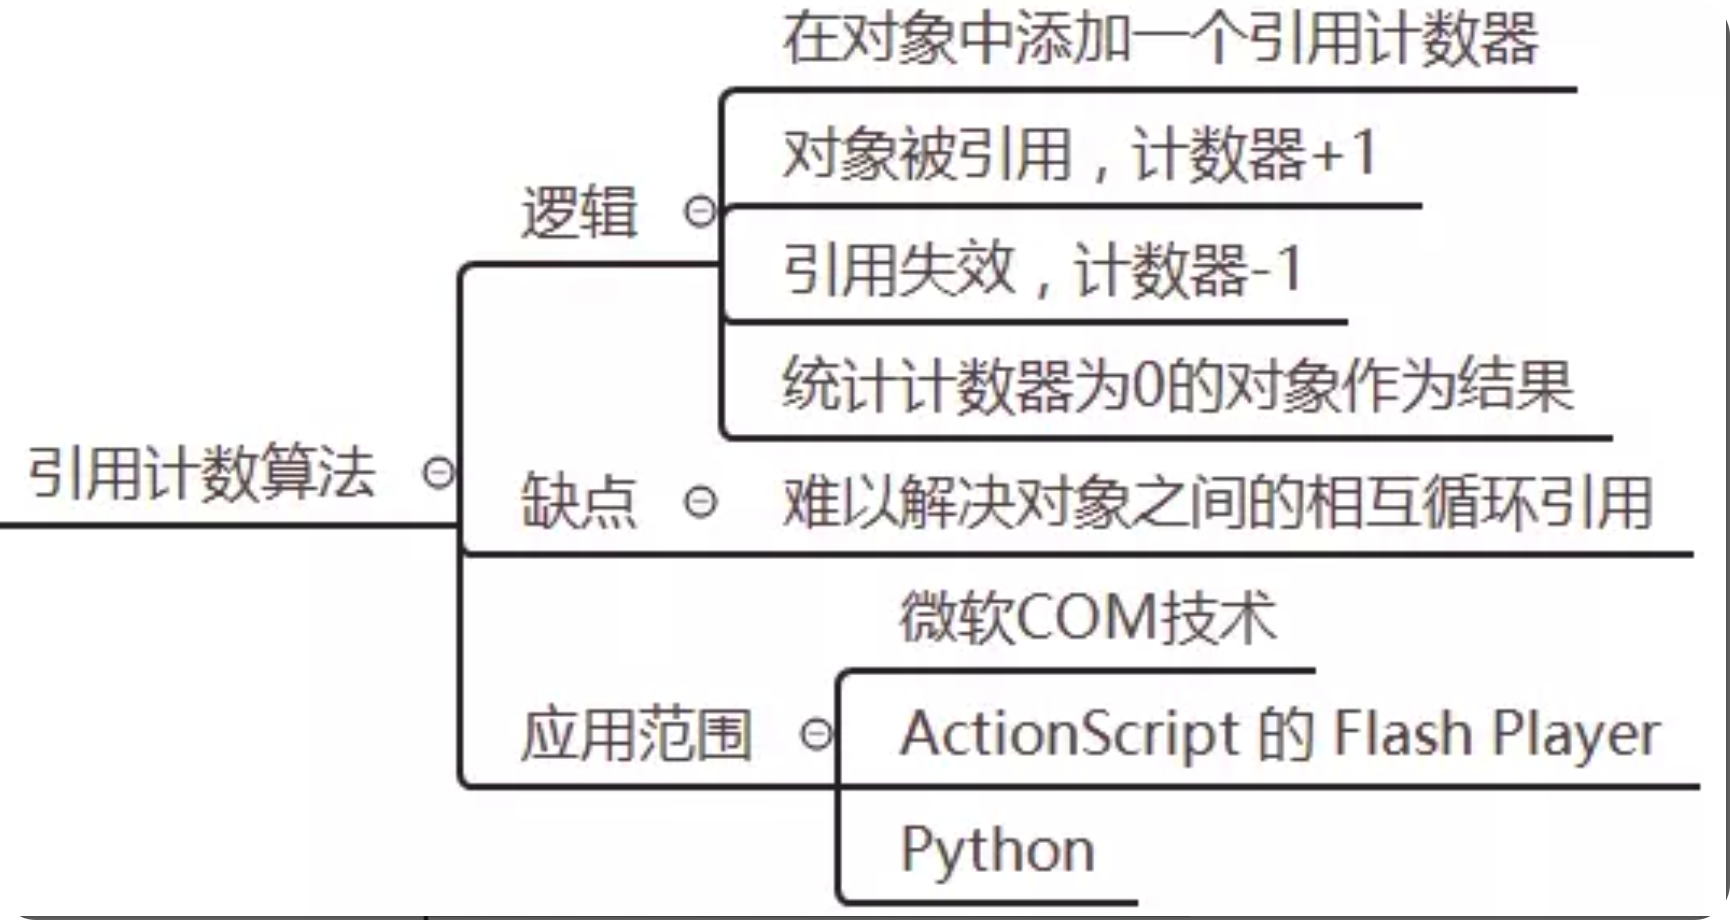 引用计数算法
逻辑
在对象中添加一个引用计数器
对象被引用，计数器+1
引用失效，计数器-1
统计计数器为0的对象作为结果
缺点
难以解决对象之间的相互循环引用
应用范围
微软COM技术
ActionScript 的 Flash Player
Python